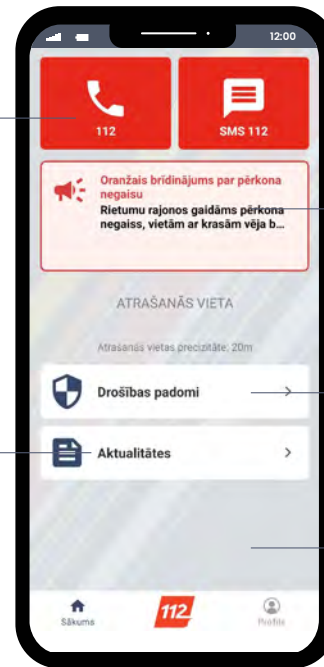 12:00
112
SMS 112
Oranžais brīdinājums par pērkona
negaisu
Rietumu rajonos gaidāms pērkona
negaiss, vietām ar krasām vēja b...
ATRAŠANĀS VIETA
Atrašanās vietas precizitāte: 20m
Drošības padomi
Aktualitātes
Sākums
112
Profils